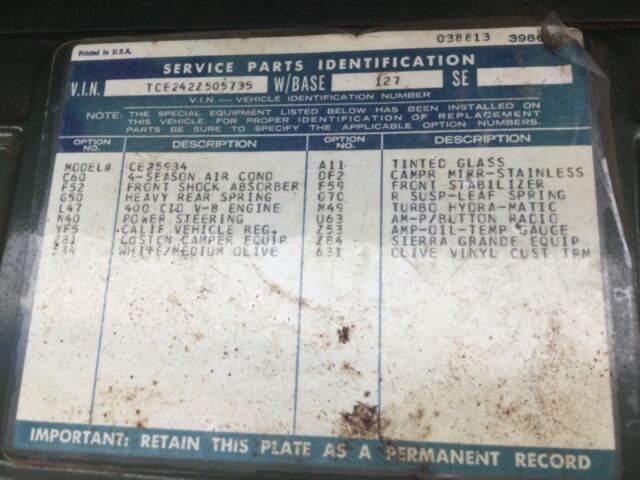 Printed in U.S.A.
038813 398
SERVICE PARTS IDENTIFICATION
V.I.N. TCE242Z505735 W/BASE 127 SE
V.I.N. — VEHICLE IDENTIFICATION NUMBER
NOTE: THE SPECIAL EQUIPMENT LISTED BELOW HAS BEEN INSTALLED ON
THIS VEHICLE. FOR PROPER IDENTIFICATION OF REPLACEMENT
PARTS BE SURE TO SPECIFY THE APPLICABLE OPTION NUMBERS.
OPTION NO. DESCRIPTION OPTION NO. DESCRIPTION
MODEL# CE25934 A11 TINTED GLASS
C60 4-SEASON AIR COND DF2 CAMPR MIRR-STAINLESS
F52 FRONT SHOCK ABSORBER F59 FRONT STABILIZER
G50 HEAVY REAR SPRING G70 R SUSP-LEAF SPRING
L47 400 CID V-8 ENGINE M49 TURBO HYDRA-MATIC
N40 POWER STEERING U63 AM-P/BUTTON RADIO
YF5 CALIF VEHICLE REG. Z53 AMP-OIL-TEMP GAUGE
Z81 COSTCM CAMPER EQUIP Z84 SIERRA GRANDE EQUIP
534 WHITE/MEDIUM OLIVE 631 OLIVE VINYL CUST TRM
IMPORTANT: RETAIN THIS PLATE AS A PERMANENT RECORD